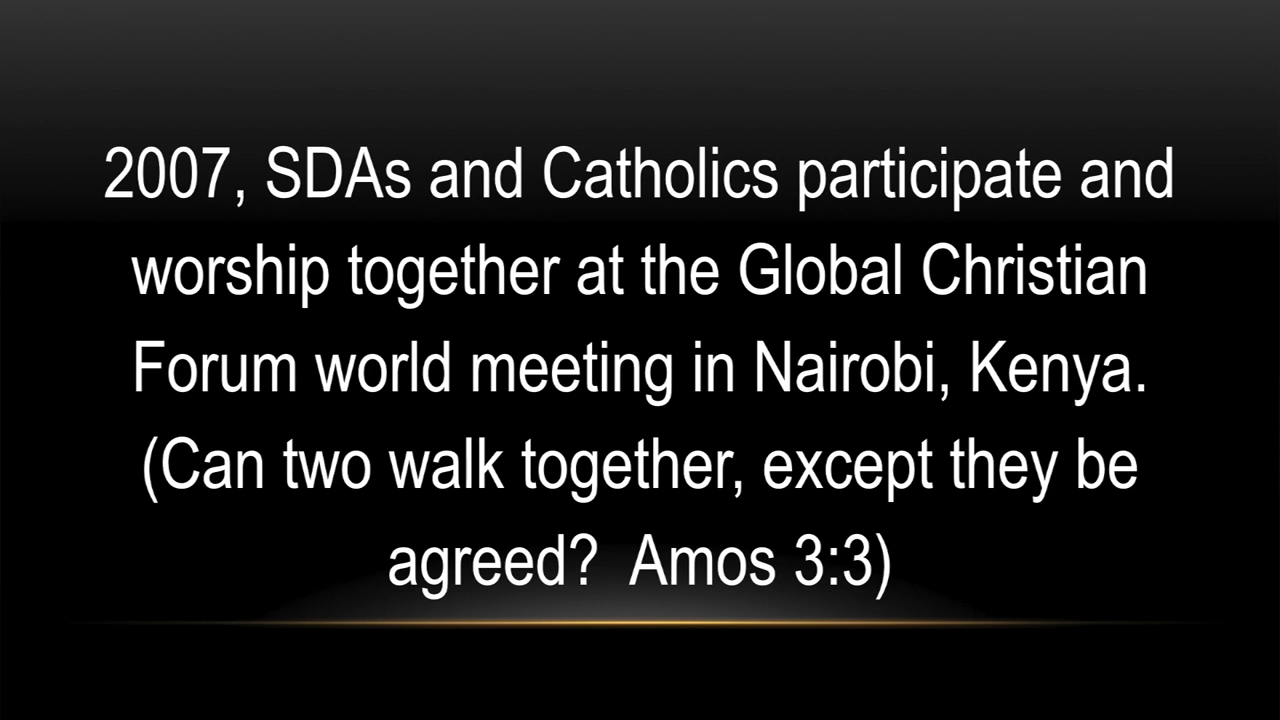 2007, SDAs and Catholics participate and
worship together at the Global Christian
Forum world meeting in Nairobi, Kenya.
(Can two walk together, except they be
agreed?  Amos 3:3)